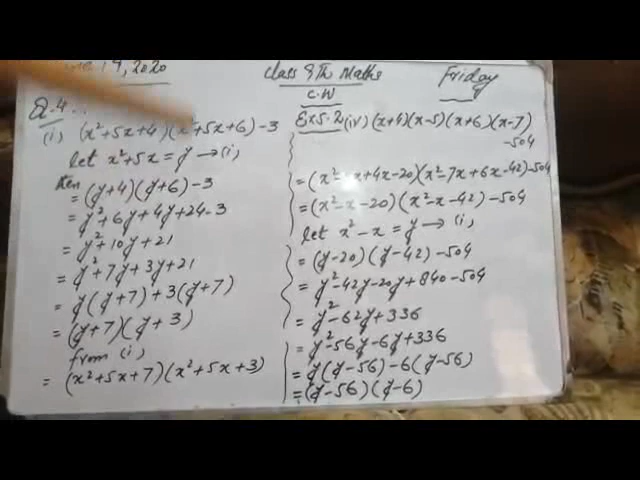 19, 2020
Class 9Th Maths
Friday
C.W
Q.4
(i) (x²+5x+4)(x²+5x+6)-3
let x²+5x=y→(i)
then
=(y+4)(y+6)-3
=y²+6y+4y+24-3
=y²+10y+21
=y²+7y+3y+21
=y(y+7)+3(y+7)
=(y+7)(y+3)
from (i)
=(x²+5x+7)(x²+5x+3)
Ex 5.2 (iv) (x+4)(x-5)(x+6)(x-7)
-504
=(x²-x+4x-20)(x²-7x+6x-42)-504
=(x²-x-20)(x²-x-42)-504
let x²-x=y→(i)
=(y-20)(y-42)-504
=y²-42y-20y+840-504
=y²-62y+336
=y²-56y-6y+336
=y(y-56)-6(y-56)
=(y-56)(y-6)